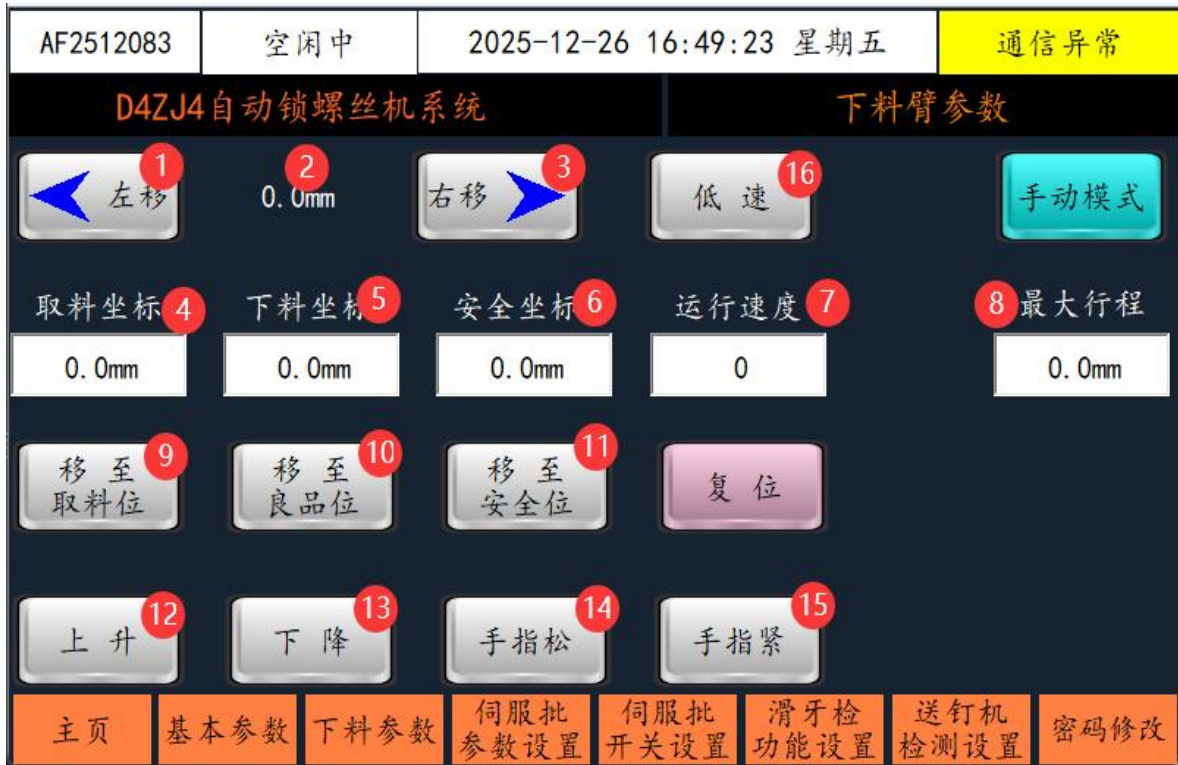 AF2512083 空闲中 2025-12-26 16:49:23 星期五 通信异常
D4ZJ4自动锁螺丝机系统 下料臂参数
左移 1 0.0mm 2 右移 3 低 速 16 手动模式
取料坐标 4 下料坐标 5 安全坐标 6 运行速度 7 8 最大行程
0.0mm 0.0mm 0.0mm 0 0.0mm
移 至 9 移 至 10 移 至 11 复 位
取料位 良品位 安全位
上 升 12 下 降 13 手指松 14 手指紧 15
主页 基本参数 下料参数 伺服批 伺服批 滑牙检 送钉机 密码修改
参数设置 开关设置 功能设置 检测设置